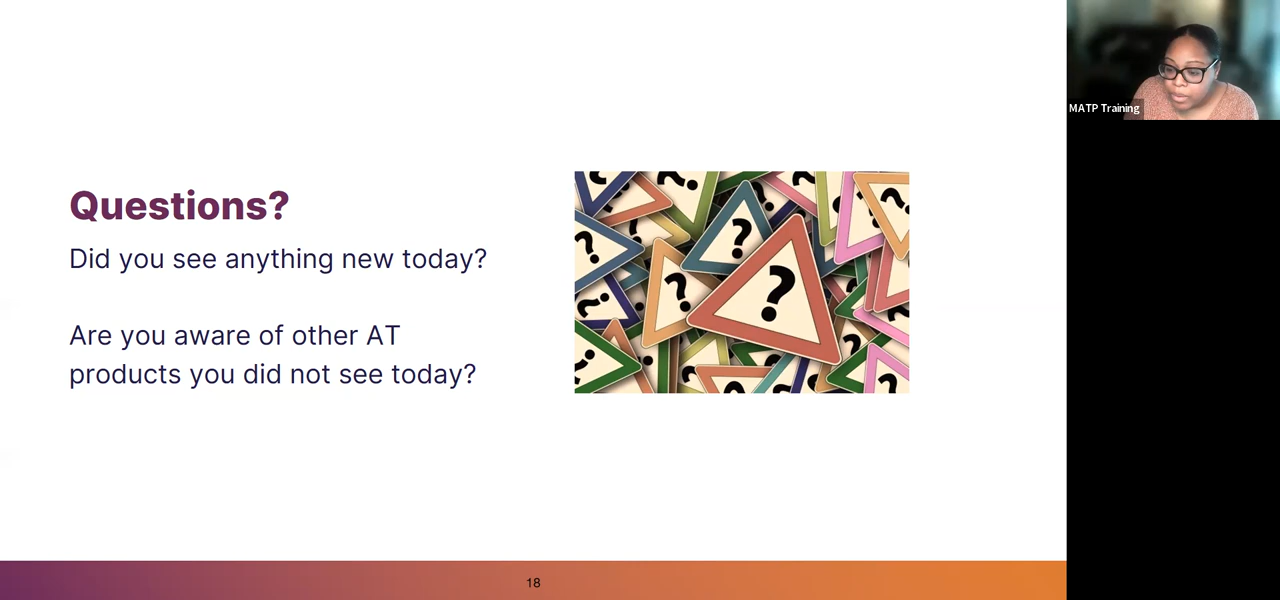 Questions?
Did you see anything new today?
Are you aware of other AT
products you did not see today?
18
MATP Training